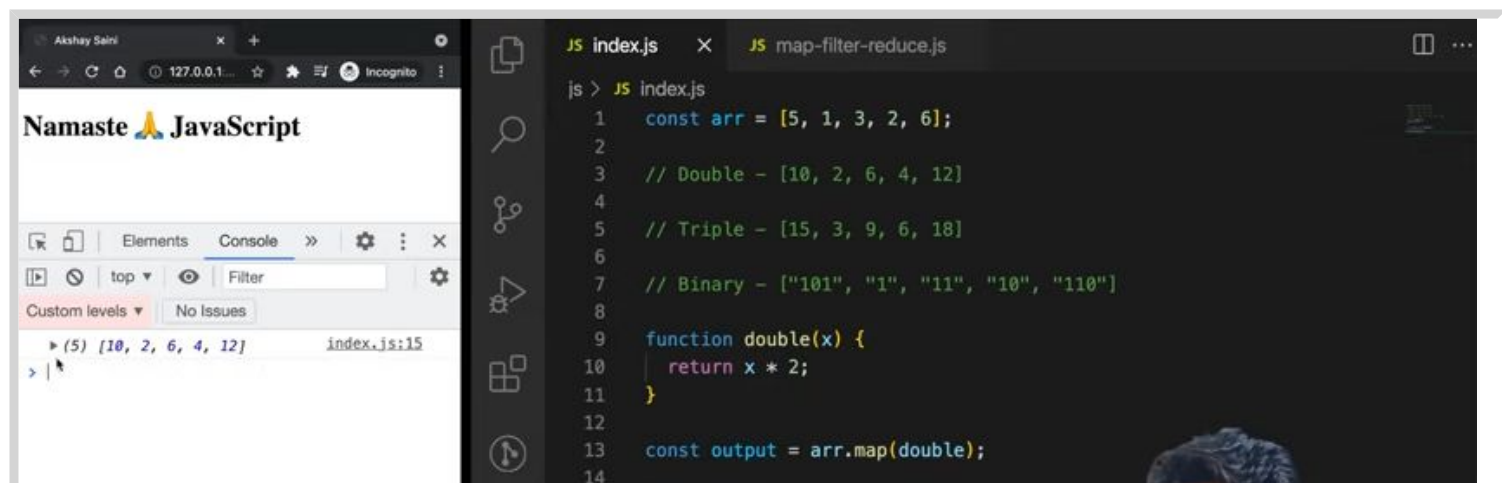 Akshay Saini
127.0.0.1... Incognito
Namaste 🙏 JavaScript
Elements Console »
top ▼ Filter
Custom levels ▼ No Issues
▶ (5) [10, 2, 6, 4, 12] index.js:15
>
JS index.js × JS map-filter-reduce.js
js > JS index.js
1 const arr = [5, 1, 3, 2, 6];
2
3 // Double – [10, 2, 6, 4, 12]
4
5 // Triple – [15, 3, 9, 6, 18]
6
7 // Binary – ["101", "1", "11", "10", "110"]
8
9 function double(x) {
10 return x * 2;
11 }
12
13 const output = arr.map(double);
14